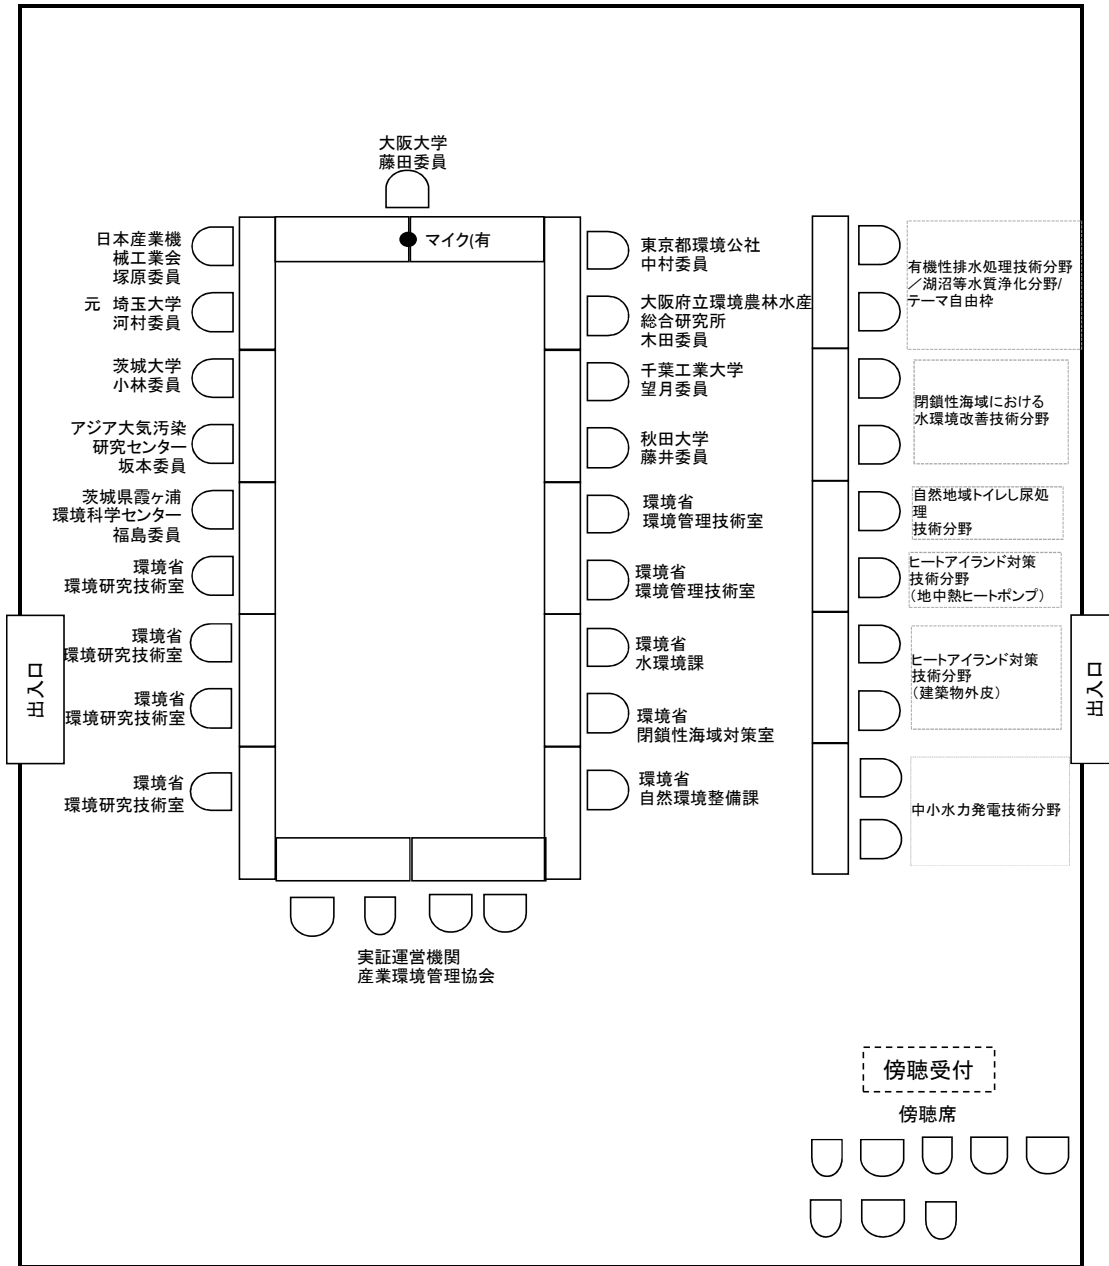 大阪大学
藤田委員
マイク(有
日本産業機
械工業会
塚原委員
元 埼玉大学
河村委員
茨城大学
小林委員
アジア大気汚染
研究センター
坂本委員
茨城県霞ヶ浦
環境科学センター
福島委員
環境省
環境研究技術室
環境省
環境研究技術室
環境省
環境研究技術室
環境省
環境研究技術室
出入口
東京都環境公社
中村委員
大阪府立環境農林水産
総合研究所
木田委員
千葉工業大学
望月委員
秋田大学
藤井委員
環境省
環境管理技術室
環境省
環境管理技術室
環境省
水環境課
環境省
閉鎖性海域対策室
環境省
自然環境整備課
有機性排水処理技術分野
／湖沼等水質浄化分野/
テーマ自由枠
閉鎖性海域における
水環境改善技術分野
自然地域トイレし尿処
理
技術分野
ヒートアイランド対策
技術分野
（地中熱ヒートポンプ）
ヒートアイランド対策
技術分野
（建築物外皮）
中小水力発電技術分野
出入口
実証運営機関
産業環境管理協会
傍聴受付
傍聴席